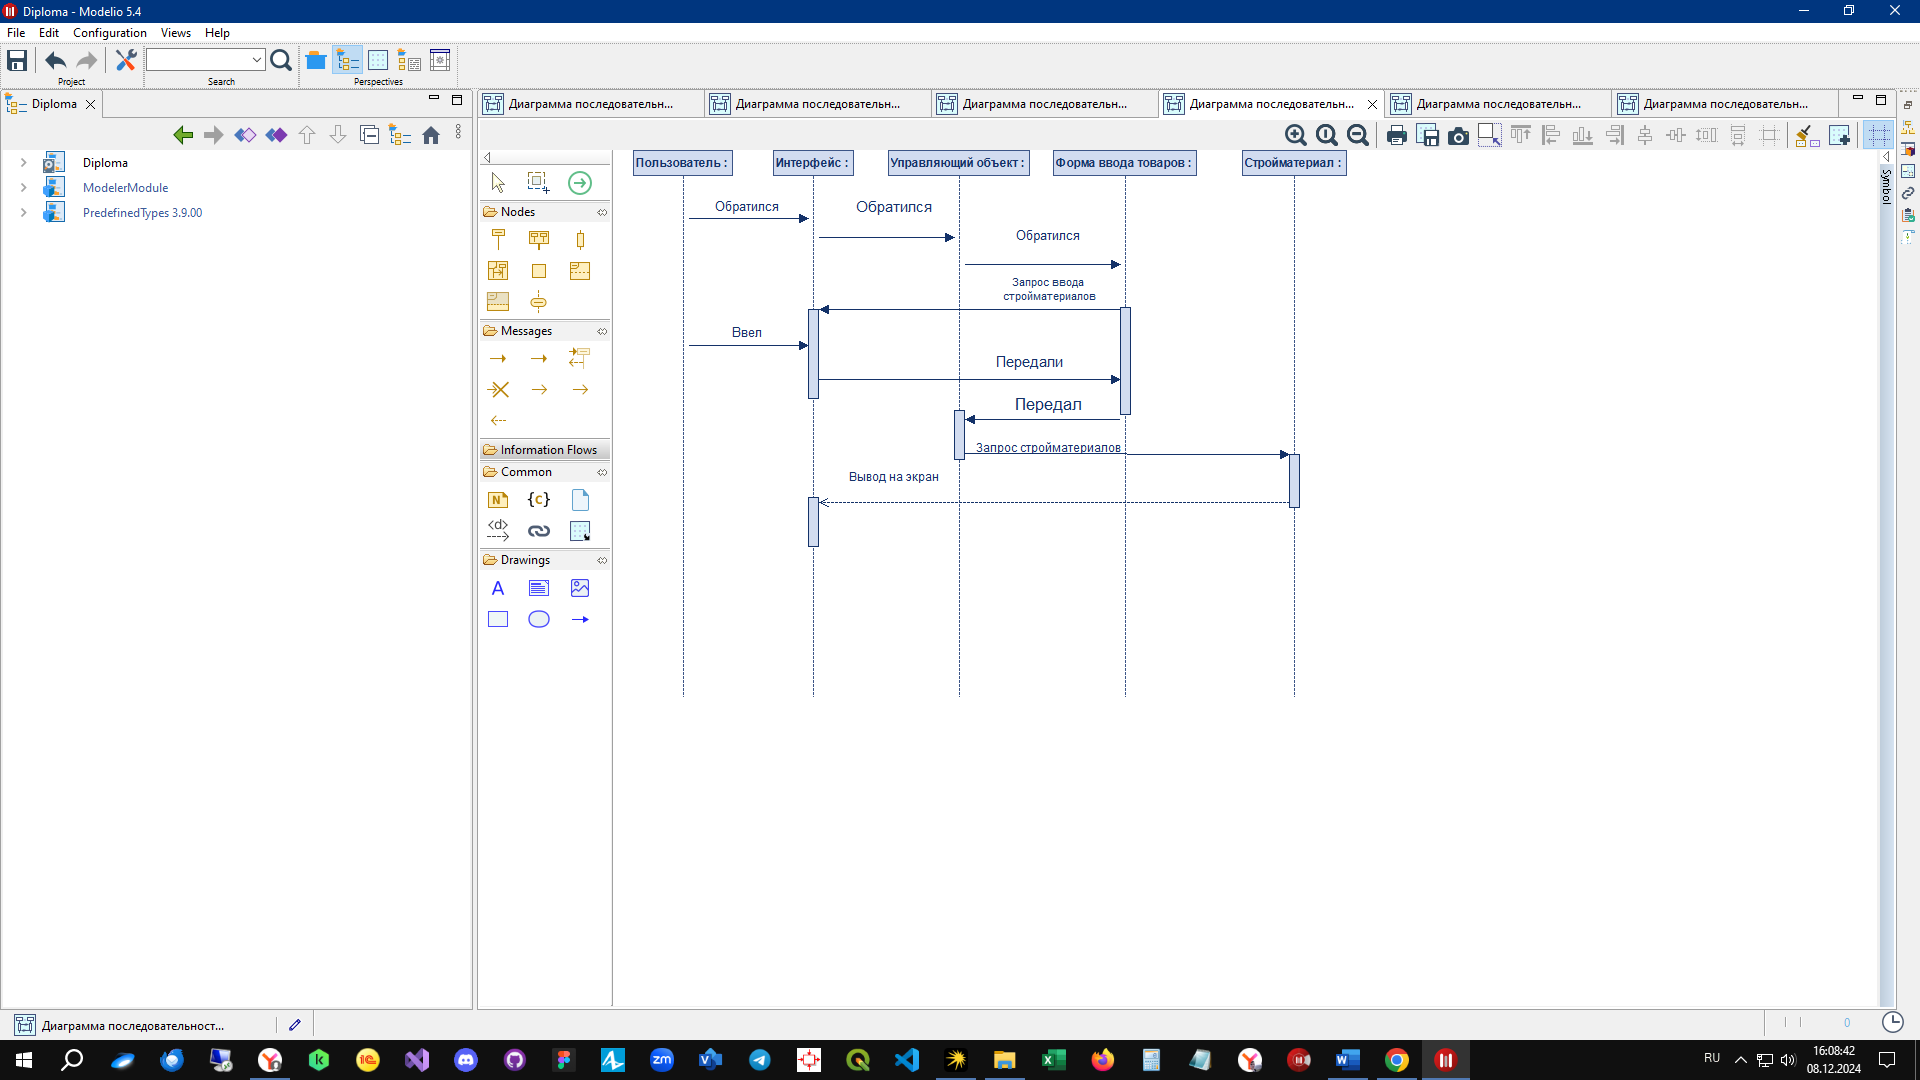 Diploma - Modelio 5.4
File Edit Configuration Views Help
Project Search Perspectives
Diploma
Диаграмма последовательн... Диаграмма последовательн... Диаграмма последовательн... Диаграмма последовательн... Диаграмма последовательн... Диаграмма последовательн...
Diploma
ModelerModule
PredefinedTypes 3.9.00
Nodes
Messages
Information Flows
Common
N {c}
<d>
Drawings
A
Пользователь : Интерфейс : Управляющий объект : Форма ввода товаров : Стройматериал :
Обратился Обратился
Обратился
Запрос ввода
стройматериалов
Ввел
Передали
Передал
Запрос стройматериалов
Вывод на экран
Symbol
Диаграмма последовательност...
0
RU
16:08:42
08.12.2024